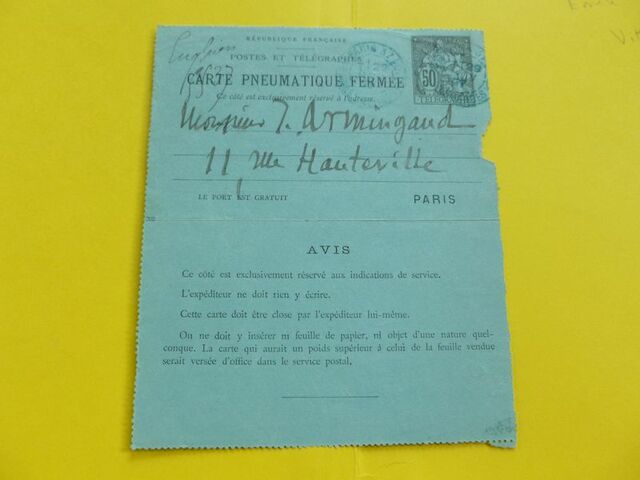 RÉPUBLIQUE FRANÇAISE
POSTES ET TÉLÉGRAPHES
CARTE PNEUMATIQUE FERMÉE
Ce côté est exclusivement réservé à l'adresse.
50
Monsieur J. Armingaud
11 rue Hauteville
LE PORT EST GRATUIT
PARIS
AVIS
Ce côté est exclusivement réservé aux indications de service.
L'expéditeur ne doit rien y écrire.
Cette carte doit être close par l'expéditeur lui-même.
On ne doit y insérer ni feuille de papier, ni objet d'une nature quel-
conque. La carte qui aurait un poids supérieur à celui de la feuille vendue
serait versée d'office dans le service postal.